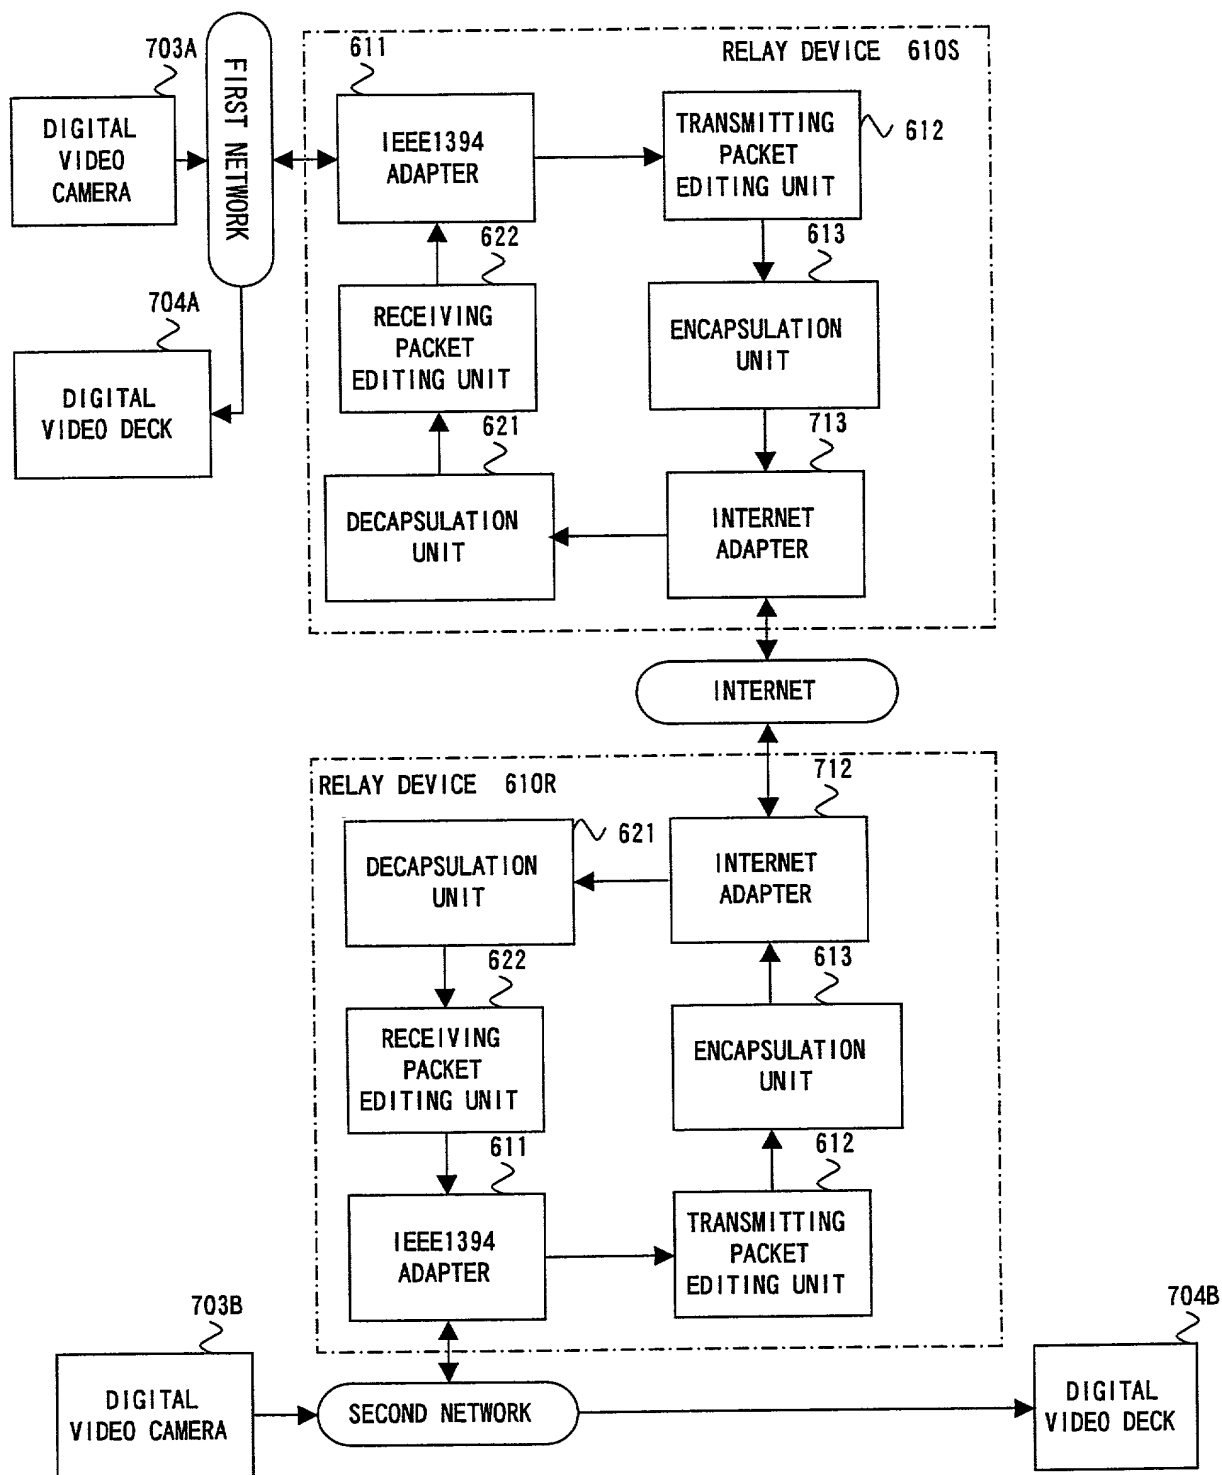 703A
FIRST NETWORK
611
RELAY DEVICE 610S
DIGITAL
VIDEO
CAMERA
IEEE1394
ADAPTER
TRANSMITTING
PACKET
EDITING UNIT
612
622
613
704A
RECEIVING
PACKET
EDITING UNIT
ENCAPSULATION
UNIT
DIGITAL
VIDEO DECK
621
713
DECAPSULATION
UNIT
INTERNET
ADAPTER
INTERNET
RELAY DEVICE 610R
712
621
DECAPSULATION
UNIT
INTERNET
ADAPTER
622
613
RECEIVING
PACKET
EDITING UNIT
ENCAPSULATION
UNIT
611
612
IEEE1394
ADAPTER
TRANSMITTING
PACKET
EDITING UNIT
703B
704B
DIGITAL
VIDEO CAMERA
SECOND NETWORK
DIGITAL
VIDEO DECK